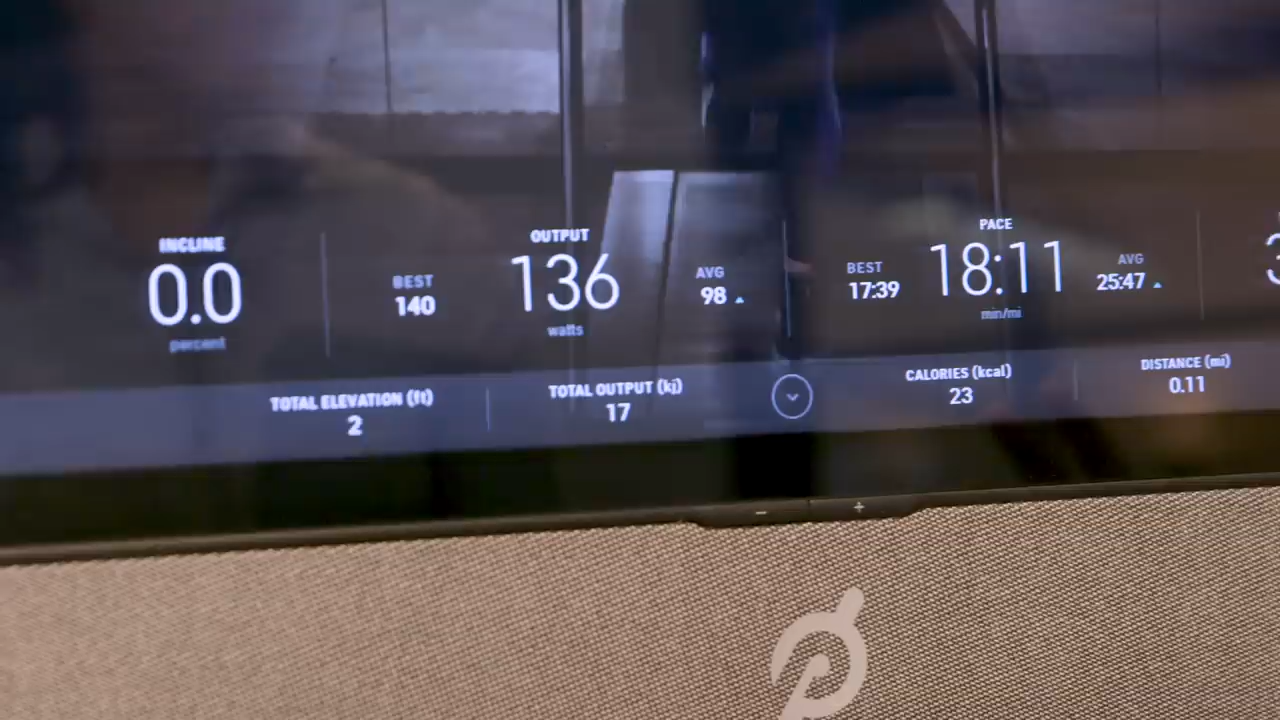 INCLINE
0.0
percent
BEST
140
OUTPUT
136
watts
AVG
98
BEST
17:39
PACE
18:11
min/mi
AVG
25:47
TOTAL ELEVATION (ft)
2
TOTAL OUTPUT (kj)
17
CALORIES (kcal)
23
DISTANCE (mi)
0.11
- +